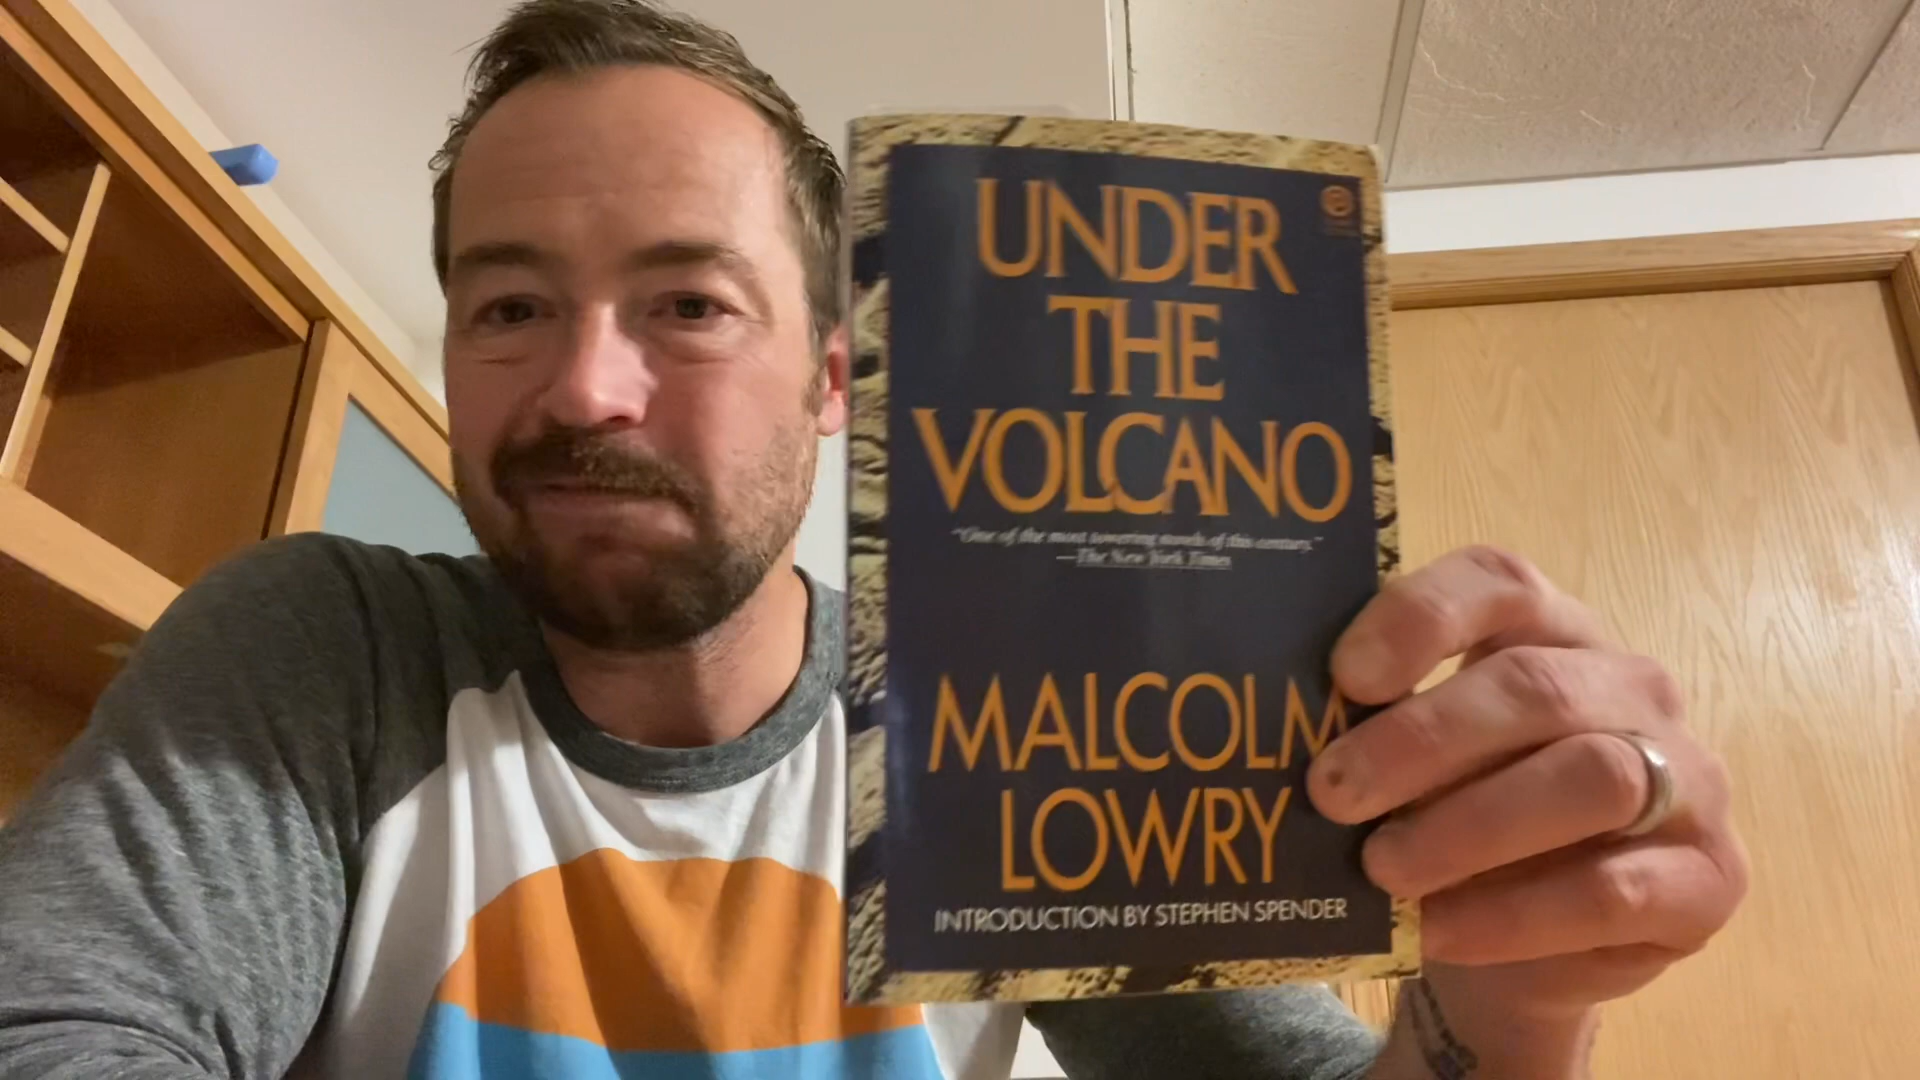 UNDER
THE
VOLCANO
"One of the most towering novels of this century."
—The New York Times
MALCOLM
LOWRY
INTRODUCTION BY STEPHEN SPENDER